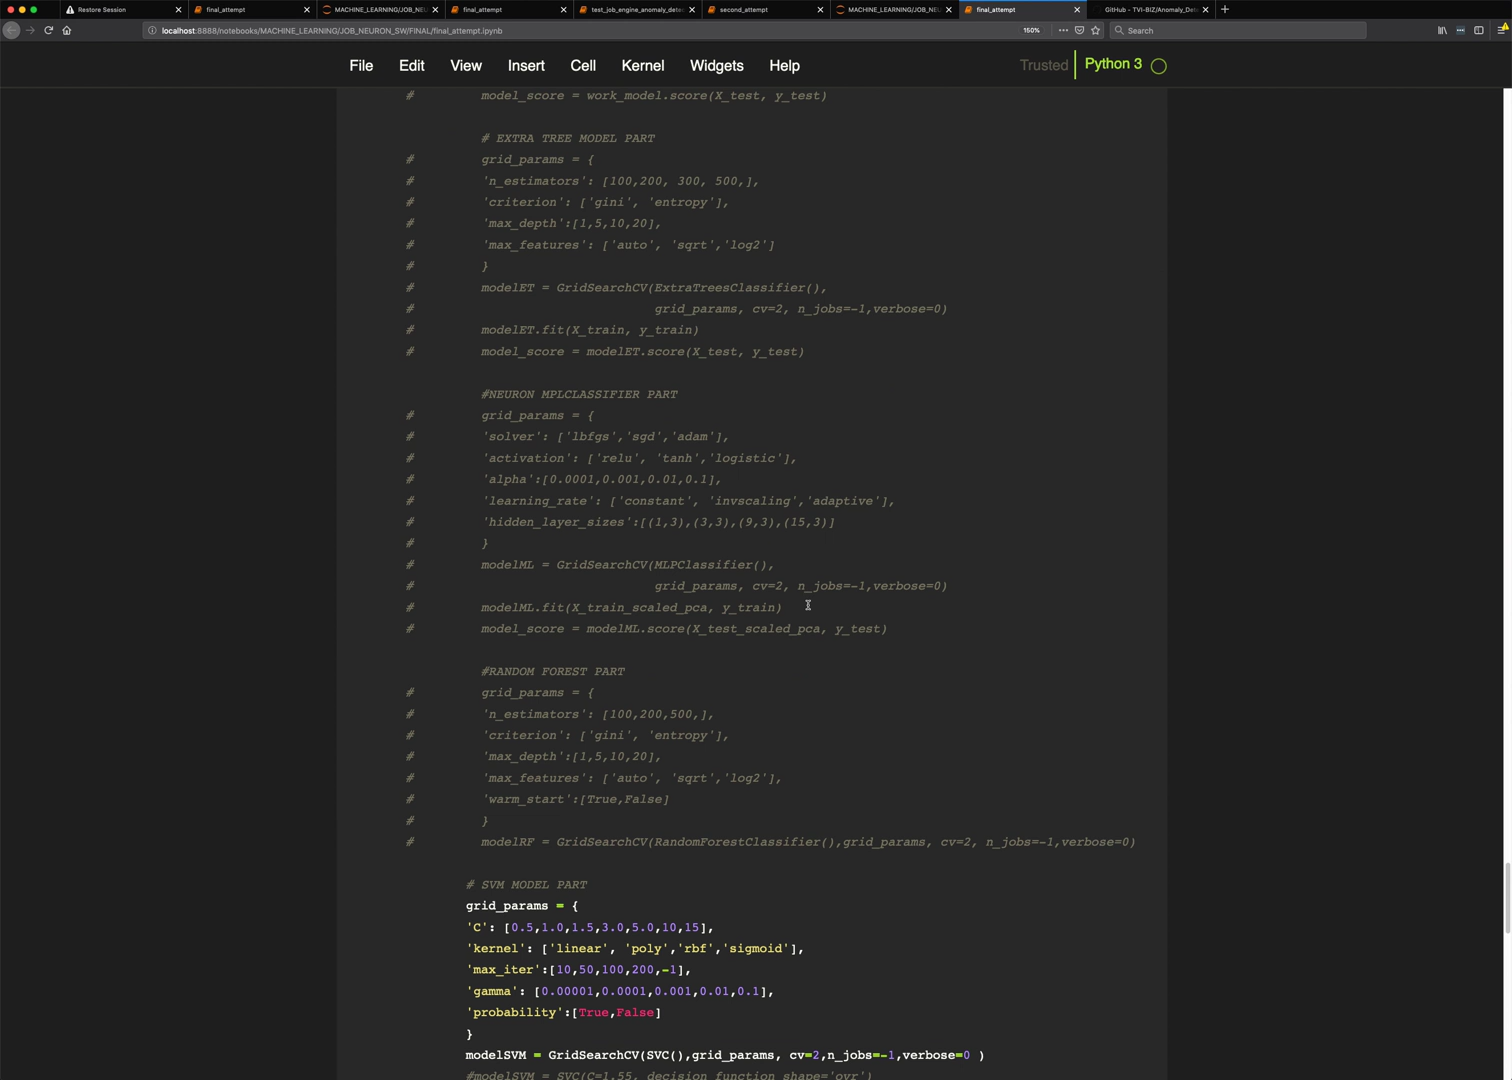 Restore Session
final_attempt
MACHINE_LEARNING/JOB_NEU
final_attempt
test_job_engine_anomaly_detec
second_attempt
MACHINE_LEARNING/JOB_NEU
final_attempt
GitHub - TVI-BIZ/Anomaly_Det
localhost:8888/notebooks/MACHINE_LEARNING/JOB_NEURON_SW/FINAL/final_attempt.ipynb
150%
Search
File Edit View Insert Cell Kernel Widgets Help
Trusted Python 3
# model_score = work_model.score(X_test, y_test)
# EXTRA TREE MODEL PART
# grid_params = {
# 'n_estimators': [100,200, 300, 500,],
# 'criterion': ['gini', 'entropy'],
# 'max_depth':[1,5,10,20],
# 'max_features': ['auto', 'sqrt','log2']
# }
# modelET = GridSearchCV(ExtraTreesClassifier(),
# grid_params, cv=2, n_jobs=-1,verbose=0)
# modelET.fit(X_train, y_train)
# model_score = modelET.score(X_test, y_test)
#NEURON MPLCLASSIFIER PART
# grid_params = {
# 'solver': ['lbfgs','sgd','adam'],
# 'activation': ['relu', 'tanh','logistic'],
# 'alpha':[0.0001,0.001,0.01,0.1],
# 'learning_rate': ['constant', 'invscaling','adaptive'],
# 'hidden_layer_sizes':[(1,3),(3,3),(9,3),(15,3)]
# }
# modelML = GridSearchCV(MLPClassifier(),
# grid_params, cv=2, n_jobs=-1,verbose=0)
# modelML.fit(X_train_scaled_pca, y_train)
# model_score = modelML.score(X_test_scaled_pca, y_test)
#RANDOM FOREST PART
# grid_params = {
# 'n_estimators': [100,200,500,],
# 'criterion': ['gini', 'entropy'],
# 'max_depth':[1,5,10,20],
# 'max_features': ['auto', 'sqrt','log2'],
# 'warm_start':[True,False]
# }
# modelRF = GridSearchCV(RandomForestClassifier(),grid_params, cv=2, n_jobs=-1,verbose=0)
# SVM MODEL PART
grid_params = {
'C': [0.5,1.0,1.5,3.0,5.0,10,15],
'kernel': ['linear', 'poly','rbf','sigmoid'],
'max_iter':[10,50,100,200,-1],
'gamma': [0.00001,0.0001,0.001,0.01,0.1],
'probability':[True,False]
}
modelSVM = GridSearchCV(SVC(),grid_params, cv=2,n_jobs=-1,verbose=0 )
#modelSVM = SVC(C=1.55, decision_function_shape='ovr')